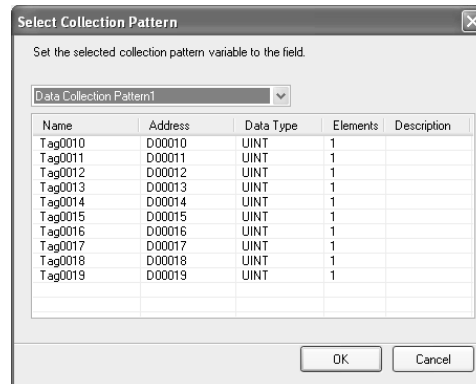 Select Collection Pattern
Set the selected collection pattern variable to the field.
Data Collection Pattern1
Name Address Data Type Elements Description
Tag0010 D00010 UINT 1
Tag0011 D00011 UINT 1
Tag0012 D00012 UINT 1
Tag0013 D00013 UINT 1
Tag0014 D00014 UINT 1
Tag0015 D00015 UINT 1
Tag0016 D00016 UINT 1
Tag0017 D00017 UINT 1
Tag0018 D00018 UINT 1
Tag0019 D00019 UINT 1
OK Cancel